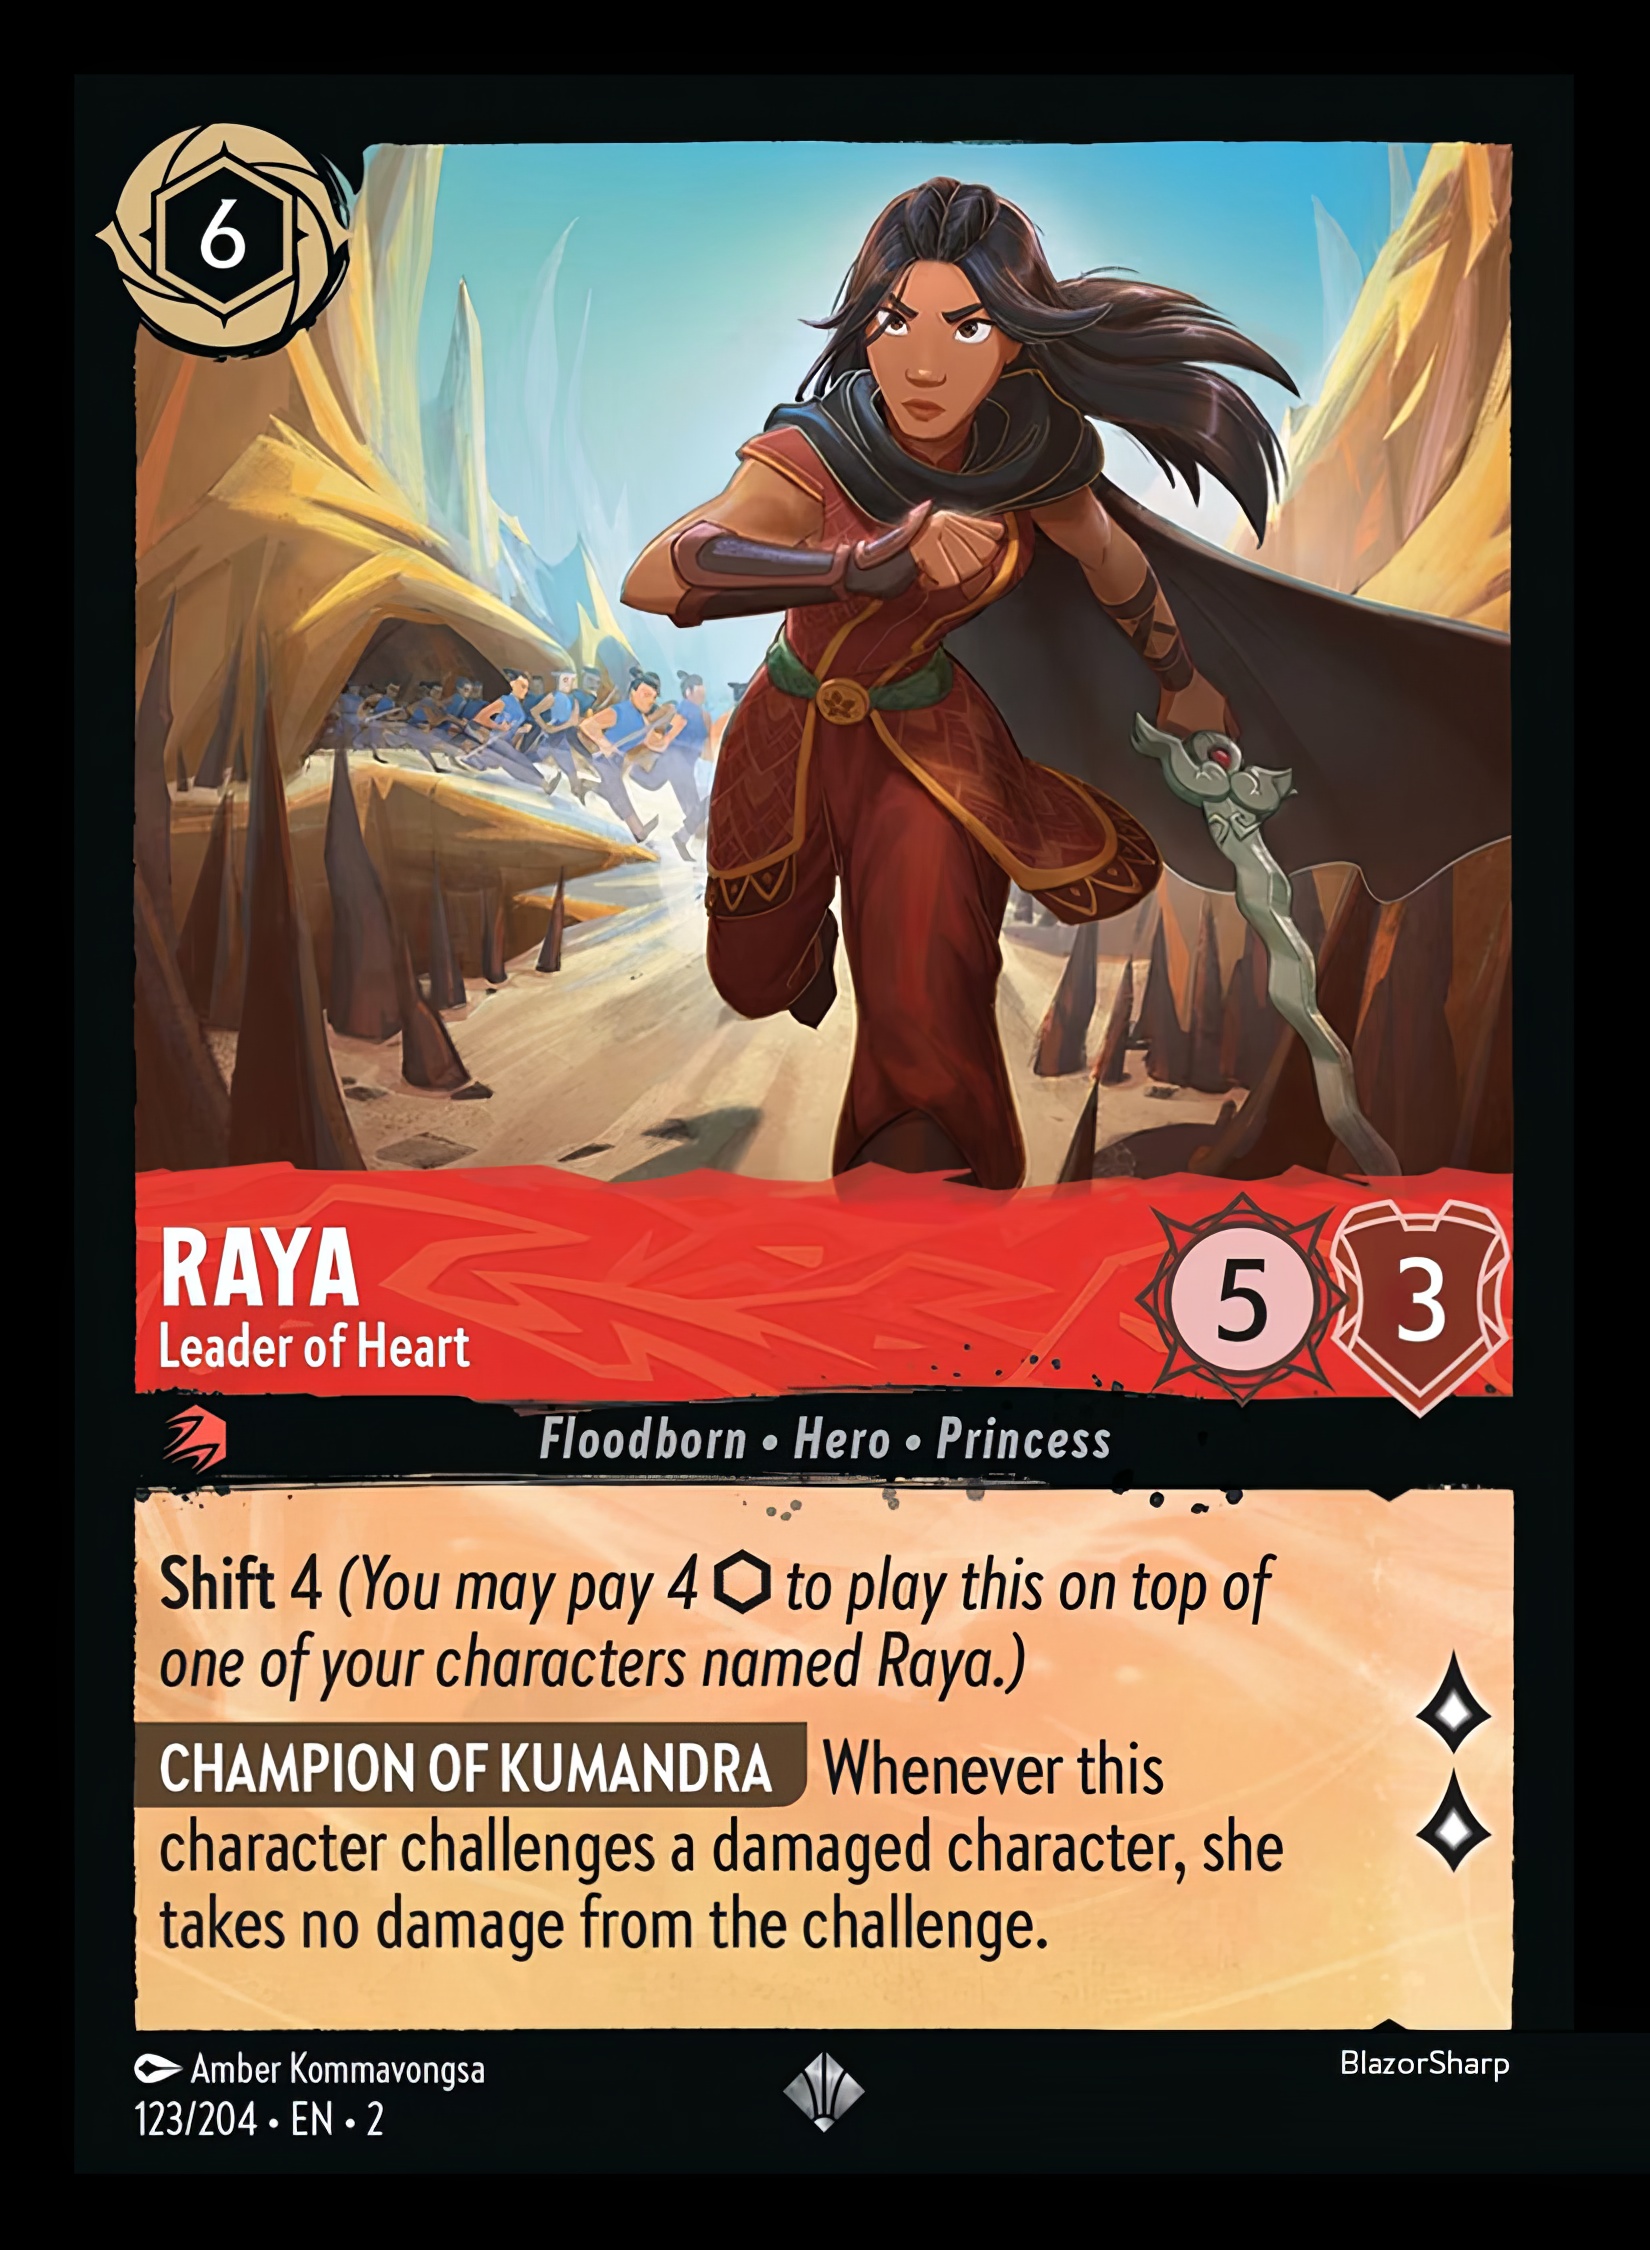 6
RAYA
Leader of Heart
5
3
Floodborn • Hero • Princess
Shift 4 (You may pay 4 ⬡ to play this on top of
one of your characters named Raya.)
CHAMPION OF KUMANDRA Whenever this
character challenges a damaged character, she
takes no damage from the challenge.
Amber Kommavongsa
BlazorSharp
123/204 • EN • 2